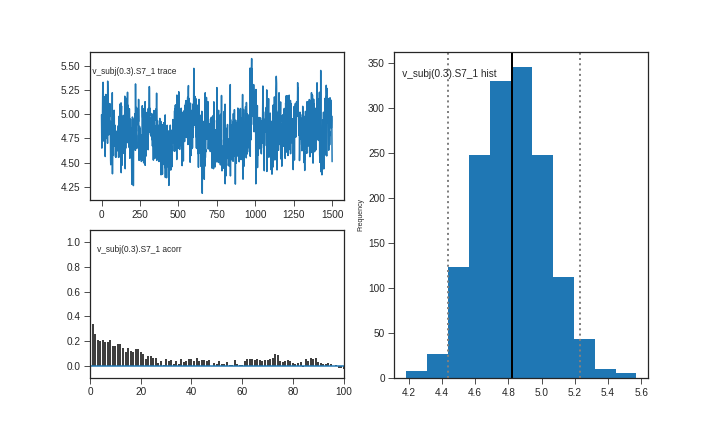 v_subj(0.3).S7_1 trace
5.50
5.25
5.00
4.75
4.50
4.25
0 250 500 750 1000 1250 1500
v_subj(0.3).S7_1 acorr
1.0
0.8
0.6
0.4
0.2
0.0
0 20 40 60 80 100
v_subj(0.3).S7_1 hist
Frequency
350
300
250
200
150
100
50
0
4.2 4.4 4.6 4.8 5.0 5.2 5.4 5.6